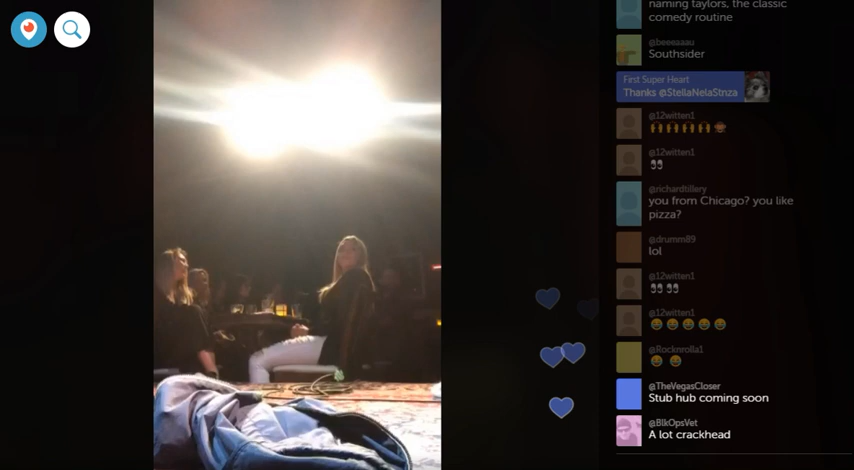 naming taylors, the classic
comedy routine
@beeeaaau
Southsider
First Super Heart
Thanks @StellaNelaStnza
@12witten1
@12witten1
@richardtillery
you from Chicago? you like
pizza?
@drumm89
lol
@12witten1
@12witten1
@Rocknrolla1
@TheVegasCloser
Stub hub coming soon
@BlkOpsVet
A lot crackhead